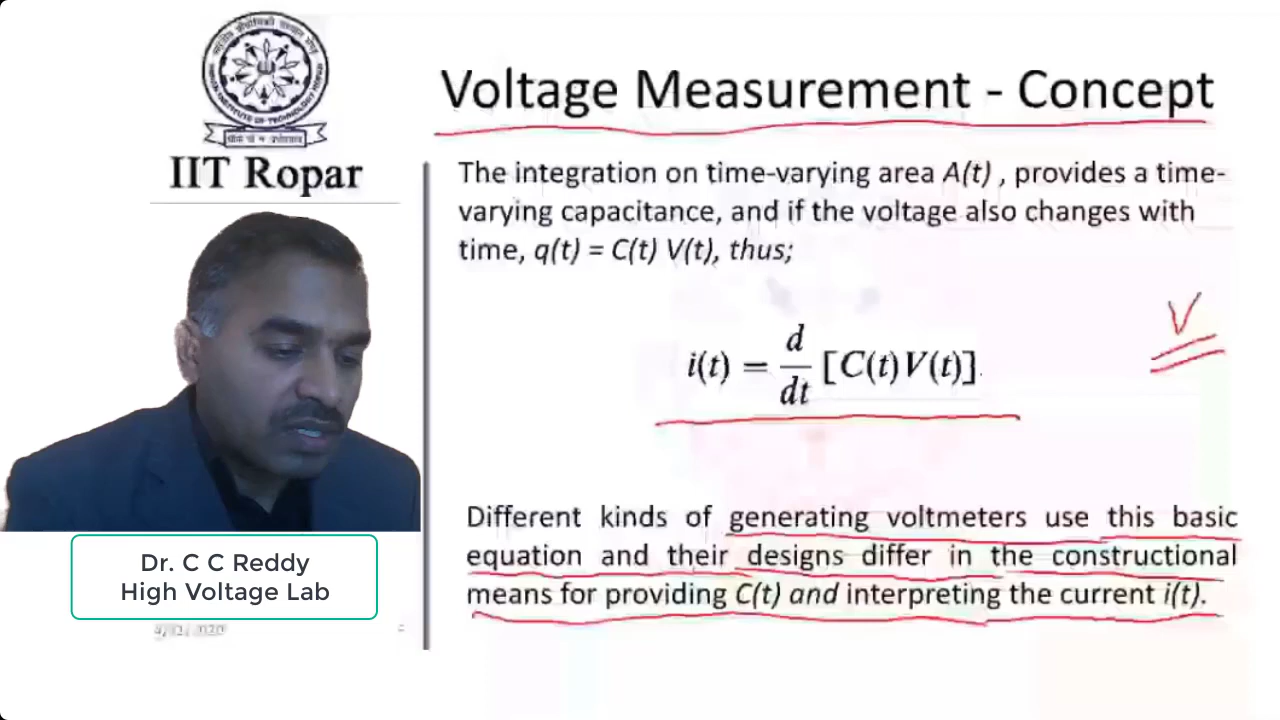 IIT Ropar
Voltage Measurement - Concept
The integration on time-varying area A(t) , provides a time-
varying capacitance, and if the voltage also changes with
time, q(t) = C(t) V(t), thus;
i(t) = d/dt [C(t)V(t)].
V
Different kinds of generating voltmeters use this basic
equation and their designs differ in the constructional
means for providing C(t) and interpreting the current i(t).
Dr. C C Reddy
High Voltage Lab